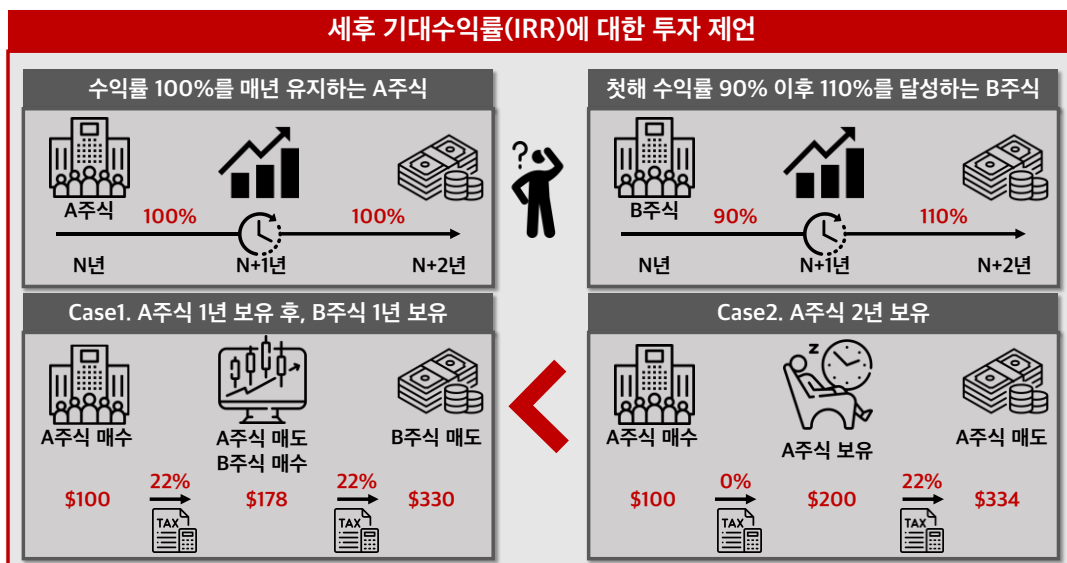 세후 기대수익률(IRR)에 대한 투자 제언
수익률 100%를 매년 유지하는 A주식
A주식
100%
100%
N년
N+1년
N+2년
?
첫해 수익률 90% 이후 110%를 달성하는 B주식
B주식
90%
110%
N년
N+1년
N+2년
Case1. A주식 1년 보유 후, B주식 1년 보유
A주식 매수
A주식 매도
B주식 매수
B주식 매도
$100
22%
$178
22%
$330
TAX
TAX
<
Case2. A주식 2년 보유
z
A주식 매수
A주식 보유
A주식 매도
$100
0%
$200
22%
$334
TAX
TAX